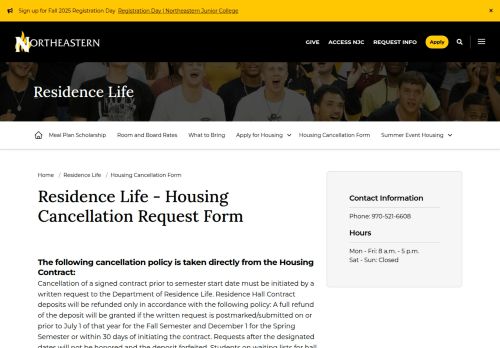 Sign up for Fall 2025 Registration Day  Registration Day | Northeastern Junior College ×
NORTHEASTERN
GIVE ACCESS NJC REQUEST INFO Apply
Residence Life
Meal Plan Scholarship Room and Board Rates What to Bring Apply for Housing Housing Cancellation Form Summer Event Housing
Home / Residence Life / Housing Cancellation Form
Residence Life - Housing
Cancellation Request Form
The following cancellation policy is taken directly from the Housing
Contract:
Cancellation of a signed contract prior to semester start date must be initiated by
a written request to the Department of Residence Life. Residence Hall Contract
deposits will be refunded only in accordance with the following policy: A full refund
of the deposit will be granted if the written request is postmarked/submitted on or
prior to July 1 of that year for the Fall Semester and December 1 for the Spring
Semester or within 30 days of initiating the contract. Requests after the designated
dates will not be honored and the deposit forfeited. Students on waiting lists for hall
Contact Information
Phone: 970-521-6608
Hours
Mon - Fri: 8 a.m. - 5 p.m.
Sat - Sun: Closed